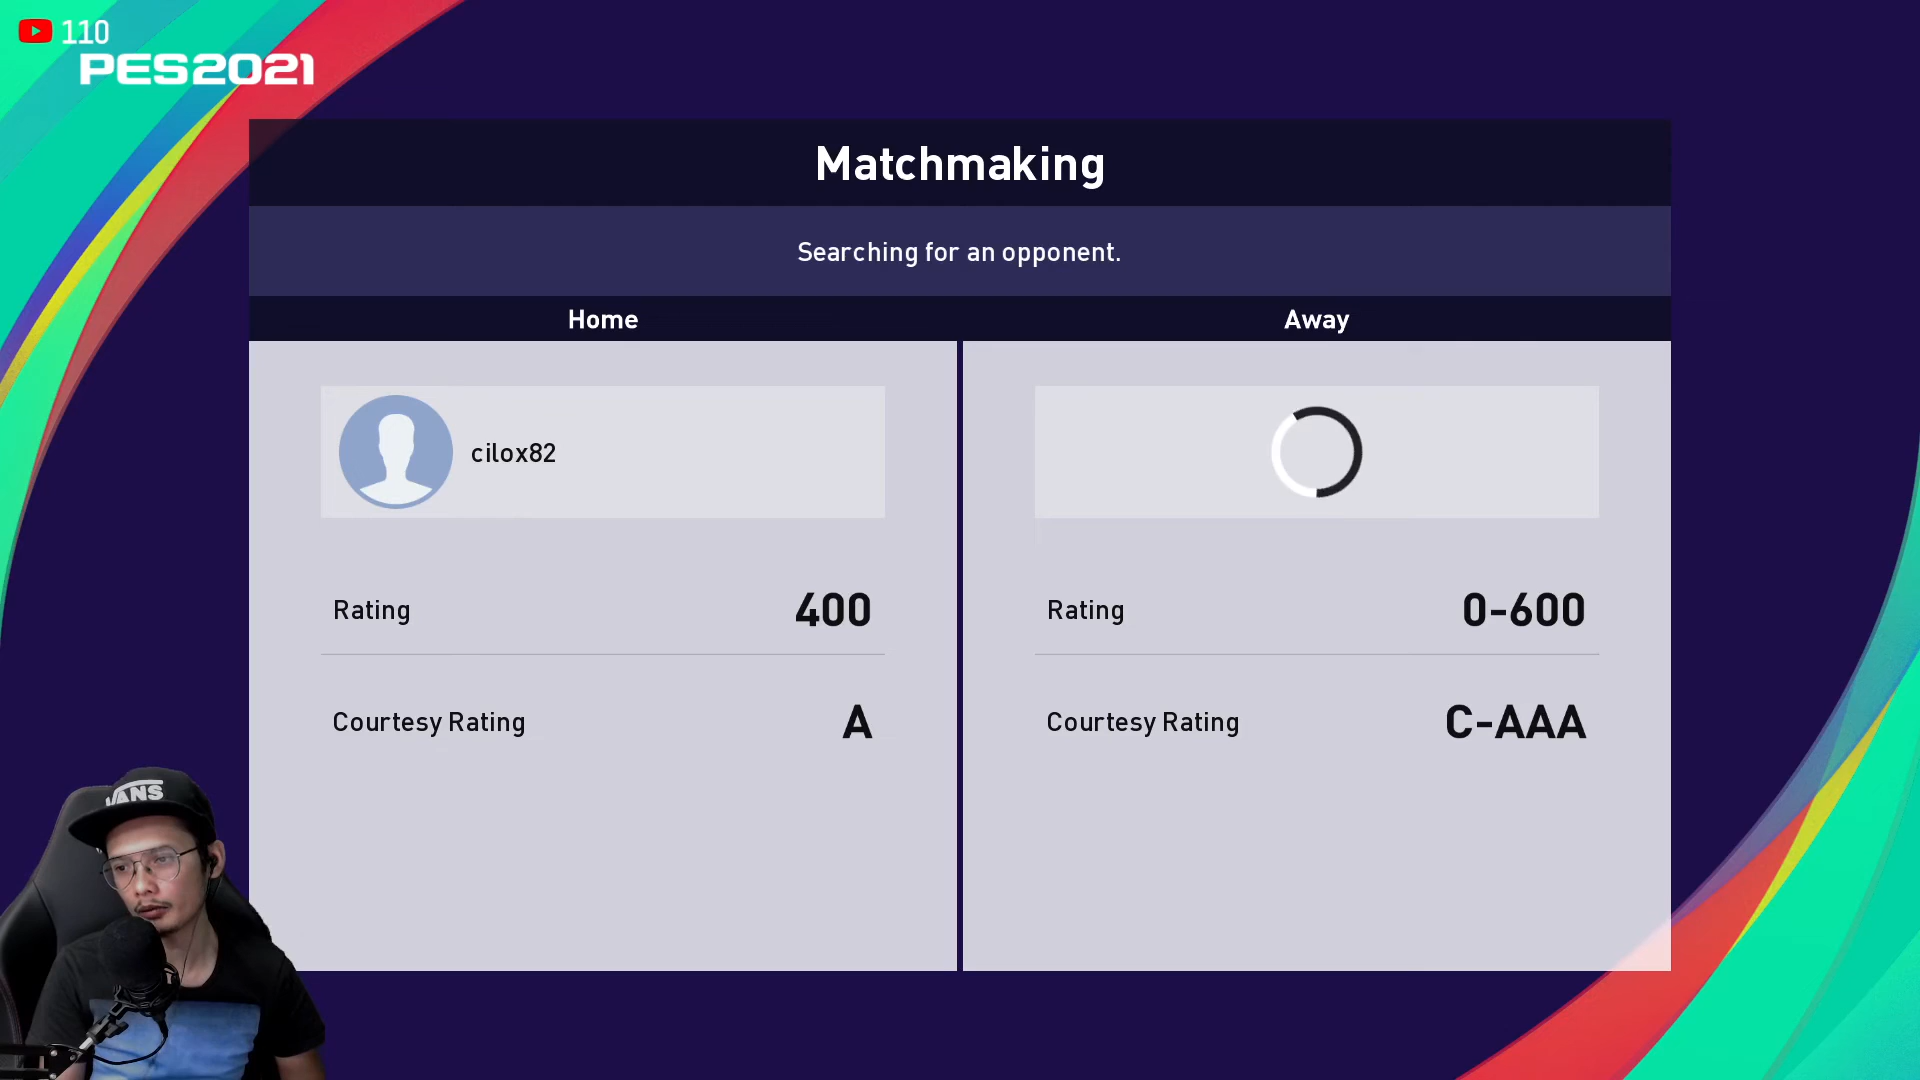 110
PES2021
Matchmaking
Searching for an opponent.
Home
Away
cilox82
Rating
400
Rating
0-600
Courtesy Rating
A
Courtesy Rating
C-AAA
VANS